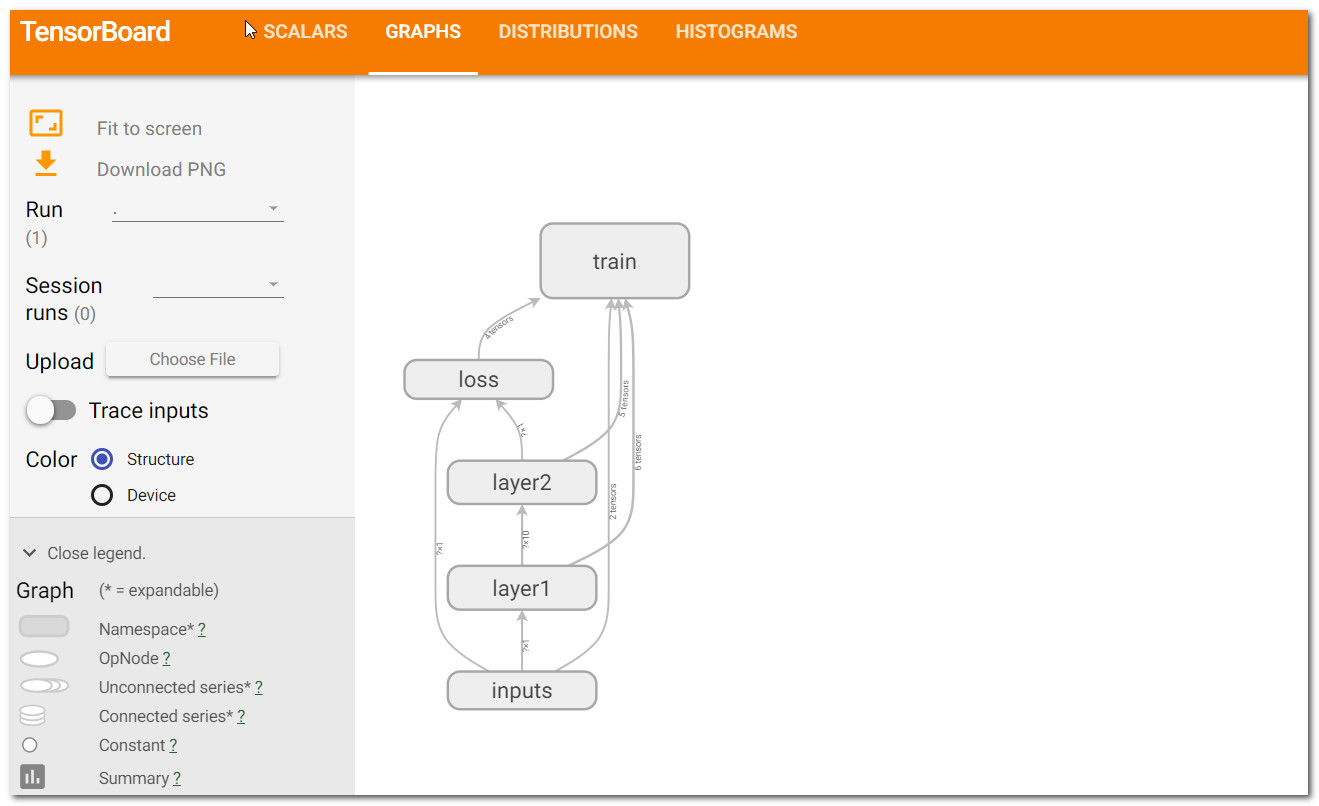 TensorBoard SCALARS GRAPHS DISTRIBUTIONS HISTOGRAMS
Fit to screen
Download PNG
Run .
(1)
Session
runs (0)
Upload Choose File
Trace inputs
Color Structure
Device
Close legend.
Graph (* = expandable)
Namespace* ?
OpNode ?
Unconnected series* ?
Connected series* ?
Constant ?
Summary ?
train
4 tensors
loss
5 tensors
?×1
6 tensors
layer2
2 tensors
?×10
?×1
layer1
?×1
inputs